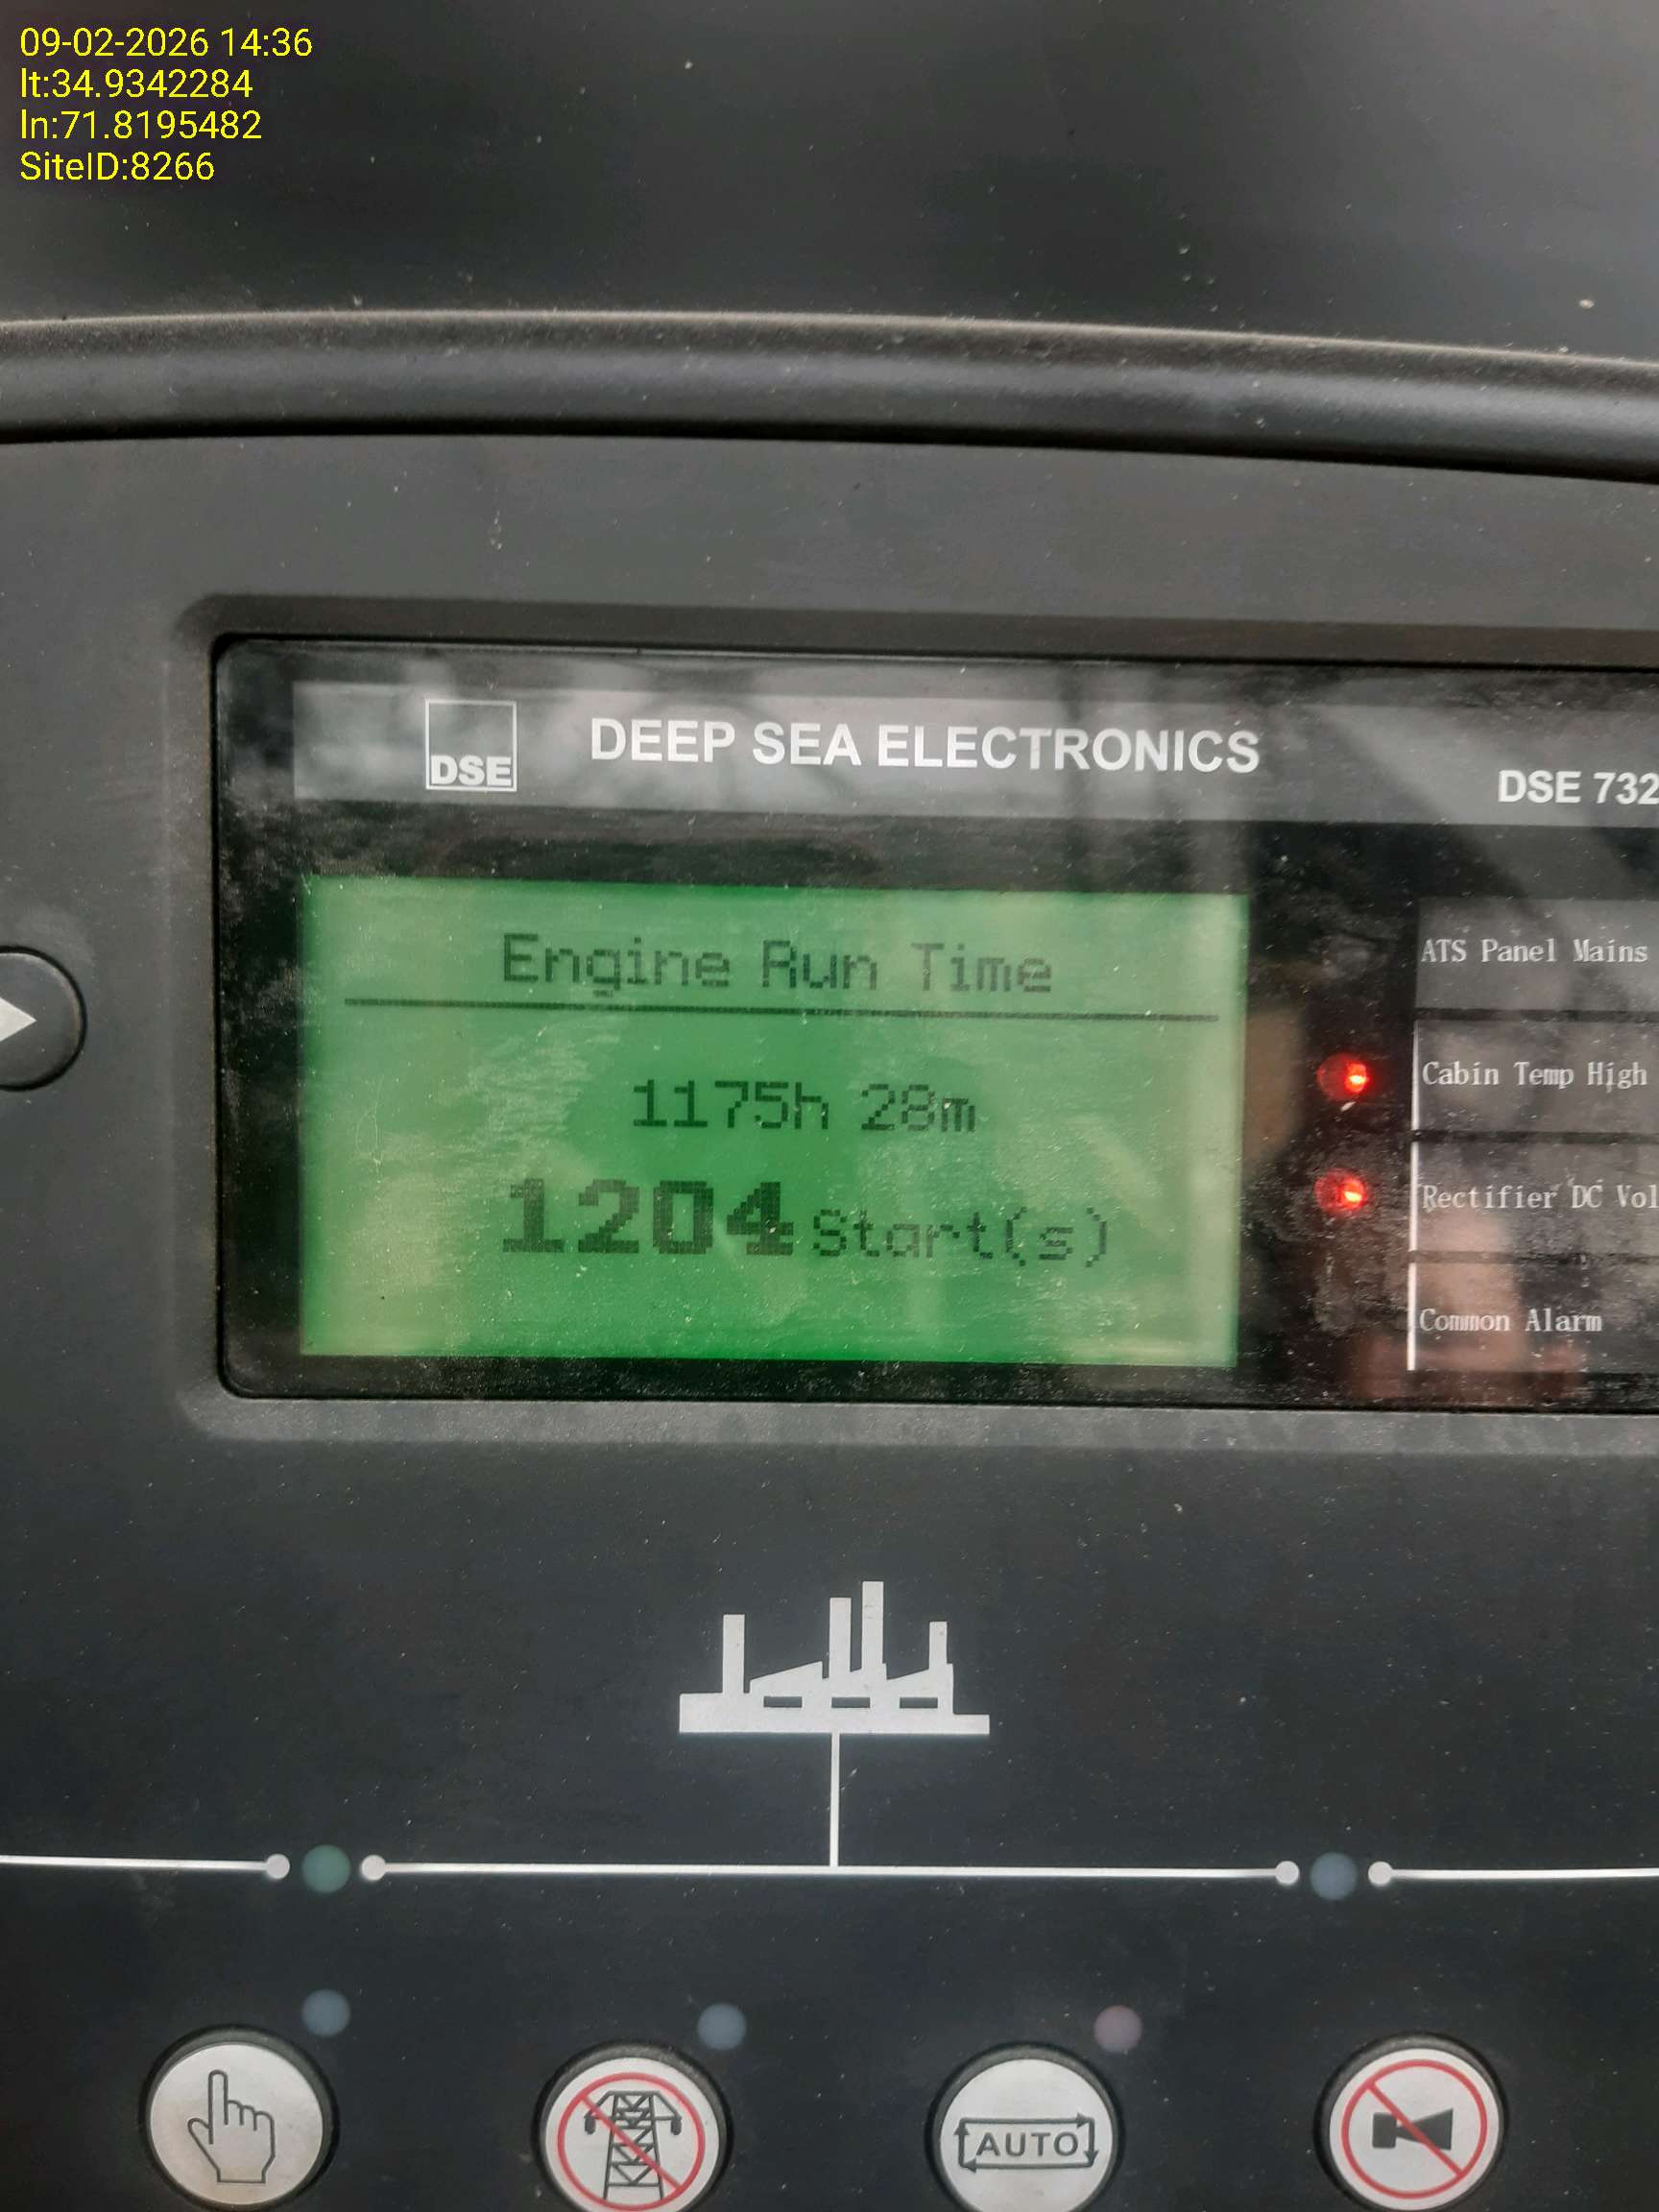 09-02-2026 14:36
lt:34.9342284
ln:71.8195482
SiteID:8266
DSE
DEEP SEA ELECTRONICS
DSE 732
Engine Run Time
1175h 28m
1204 Start(s)
ATS Panel Mains
Cabin Temp High
Rectifier DC Vol
Common Alarm
AUTO